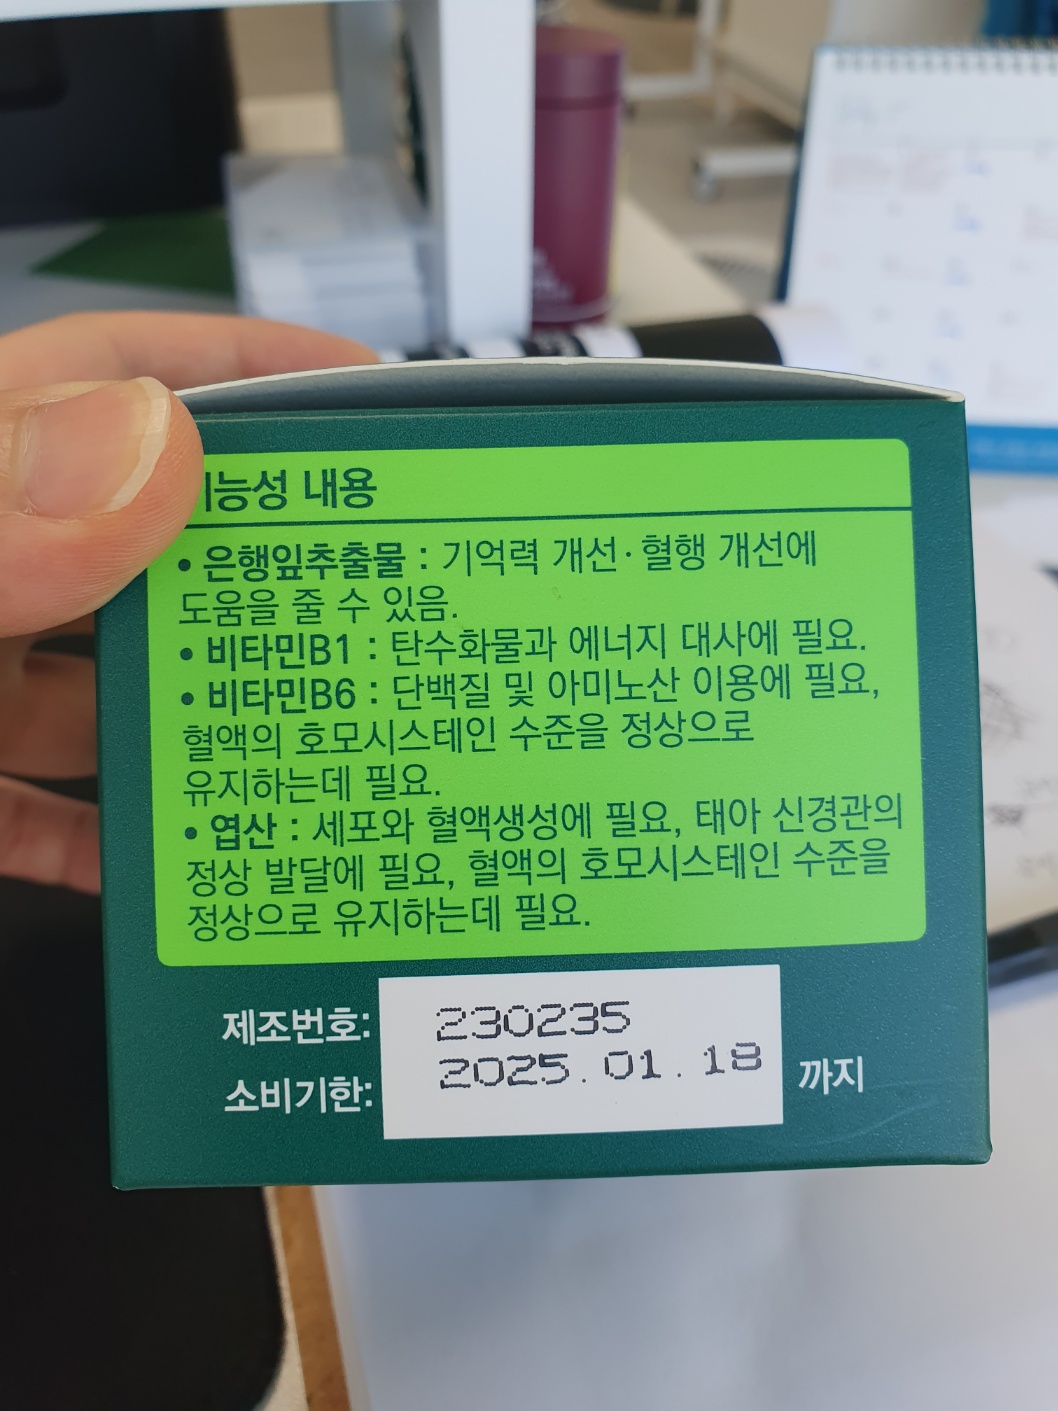 능성 내용
• 은행잎추출물 : 기억력 개선·혈행 개선에
도움을 줄 수 있음.
• 비타민B1 : 탄수화물과 에너지 대사에 필요.
• 비타민B6 : 단백질 및 아미노산 이용에 필요,
혈액의 호모시스테인 수준을 정상으로
유지하는데 필요.
• 엽산 : 세포와 혈액생성에 필요, 태아 신경관의
정상 발달에 필요, 혈액의 호모시스테인 수준을
정상으로 유지하는데 필요.
제조번호: 230235
소비기한: 2025.01.18 까지